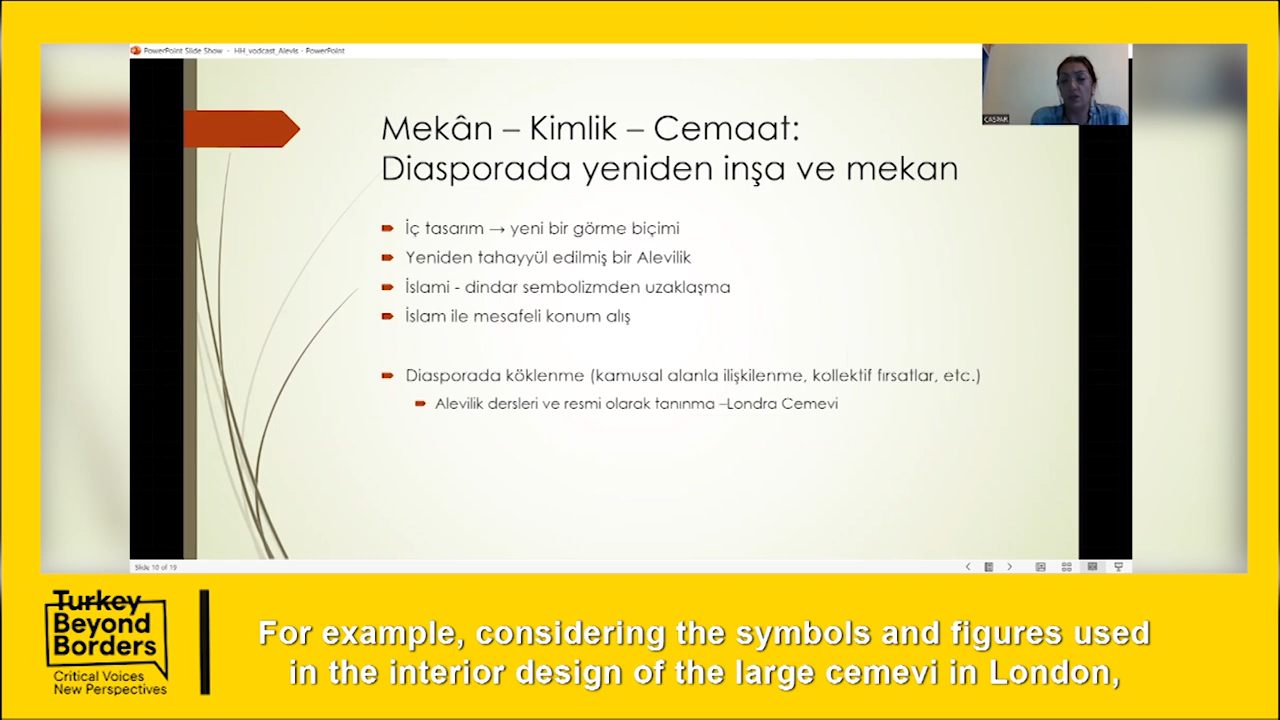 PowerPoint Slide Show - HH_vodcast_Alevis - PowerPoint
CASPAR
Mekân – Kimlik – Cemaat:
Diasporada yeniden inşa ve mekan
İç tasarım → yeni bir görme biçimi
Yeniden tahayyül edilmiş bir Alevilik
İslami - dindar sembolizmden uzaklaşma
İslam ile mesafeli konum alış
Diasporada köklenme (kamusal alanla ilişkilenme, kollektif fırsatlar, etc.)
Alevilik dersleri ve resmi olarak tanınma –Londra Cemevi
Slide 10 of 19
Turkey
Beyond
Borders
Critical Voices
New Perspectives
For example, considering the symbols and figures used
in the interior design of the large cemevi in London,